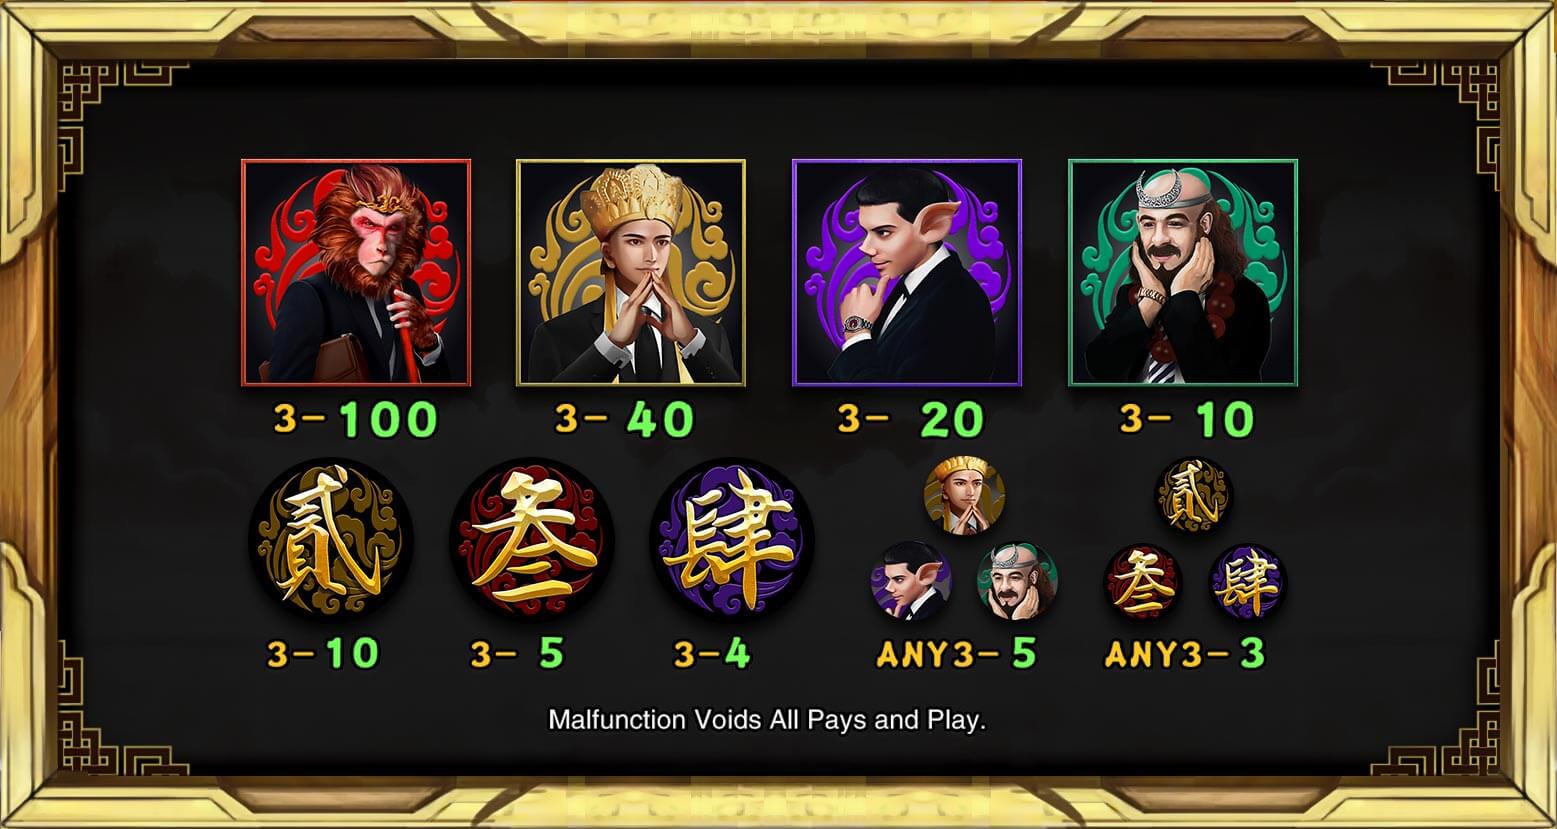 3-100 3- 40 3- 20 3- 10
貳 叁 肆
貳
叁 肆
3-10 3- 5 3-4 ANY3-5 ANY3-3
Malfunction Voids All Pays and Play.